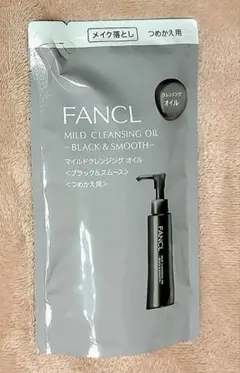 メイク落とし つめかえ用
クレンジング
オイル
FANCL
MILD CLEANSING OIL
-BLACK & SMOOTH-
マイルドクレンジング オイル
<ブラック&スムース>
<つめかえ用>
FANCL